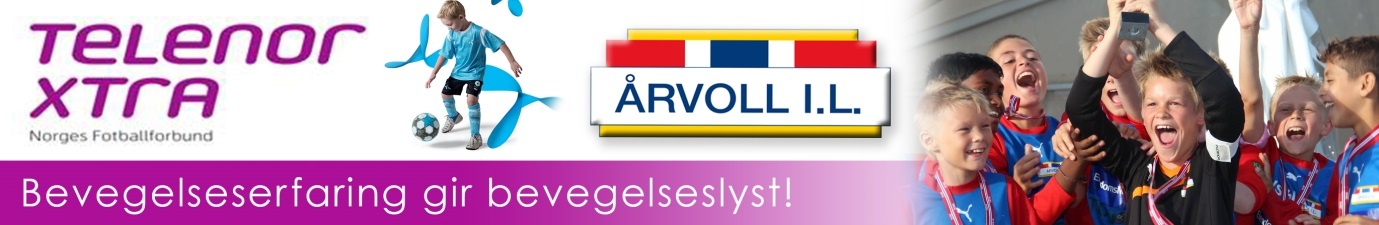 TELENOR
XTRA
Norges Fotballforbund
ÅRVOLL I.L.
Bevegelseserfaring gir bevegelseslyst!